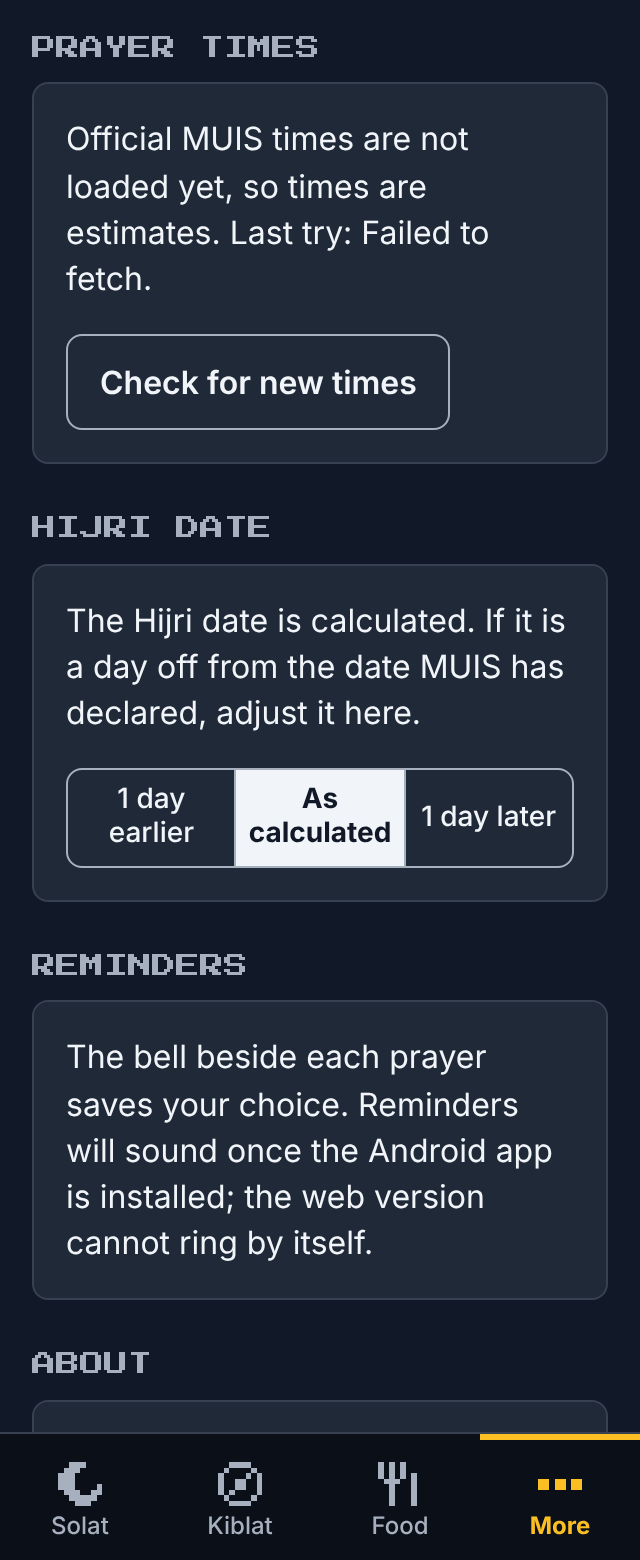 PRAYER TIMES
Official MUIS times are not
loaded yet, so times are
estimates. Last try: Failed to
fetch.
Check for new times
HIJRI DATE
The Hijri date is calculated. If it is
a day off from the date MUIS has
declared, adjust it here.
1 day
earlier
As
calculated
1 day later
REMINDERS
The bell beside each prayer
saves your choice. Reminders
will sound once the Android app
is installed; the web version
cannot ring by itself.
ABOUT
Solat
Kiblat
Food
More